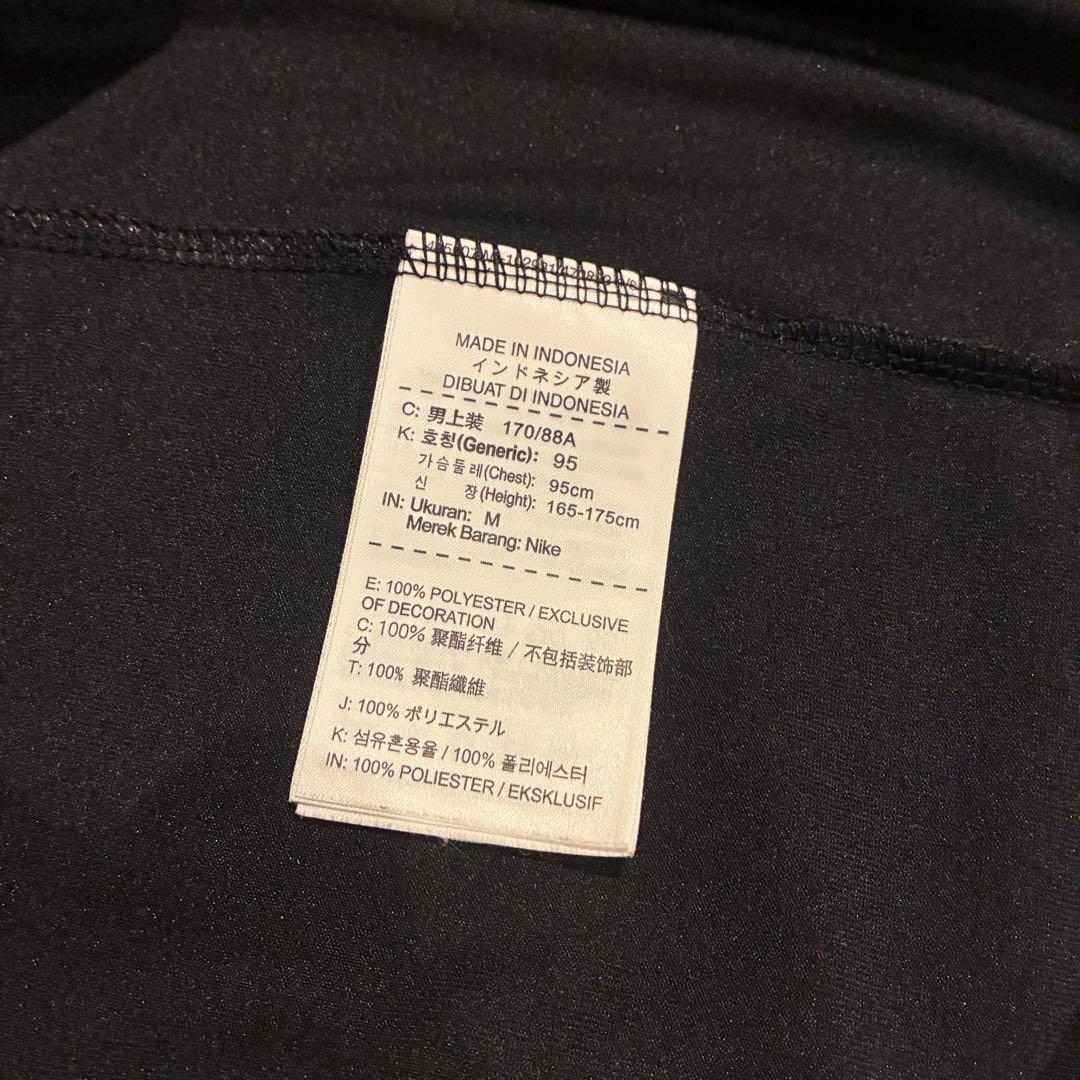 MADE IN INDONESIA
インドネシア製
DIBUAT DI INDONESIA
C: 男上装 170/88A
K: 호칭(Generic): 95
가슴둘레(Chest): 95cm
신 장(Height): 165-175cm
IN: Ukuran: M
Merek Barang: Nike
E: 100% POLYESTER / EXCLUSIVE
OF DECORATION
C: 100% 聚酯纤维 / 不包括装饰部
分
T: 100% 聚酯纖維
J: 100% ポリエステル
K: 섬유혼용율 / 100% 폴리에스터
IN: 100% POLIESTER / EKSKLUSIF